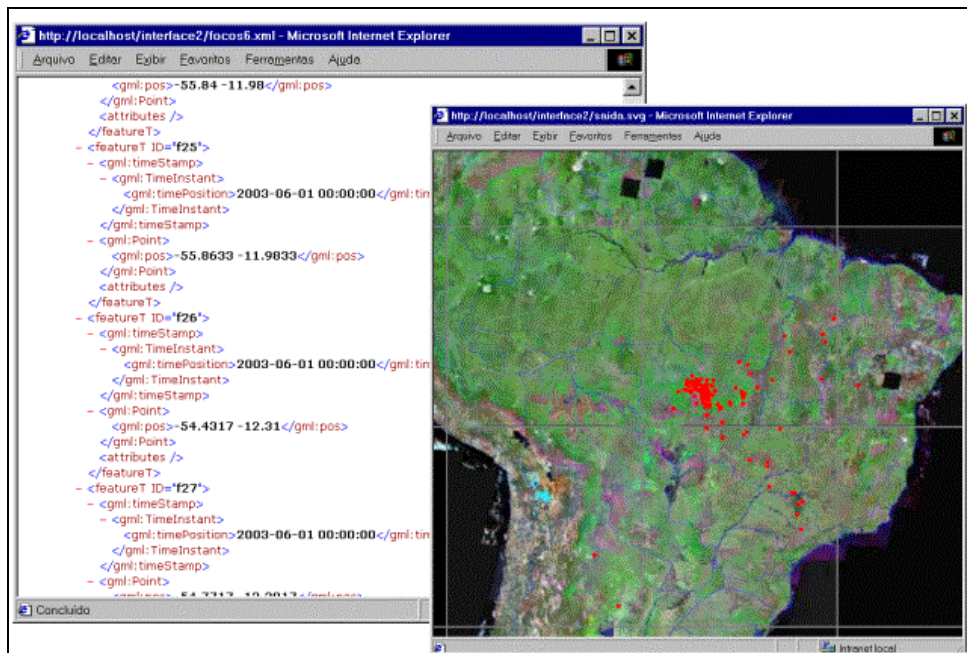 http://localhost/interface2/focos6.xml - Microsoft Internet Explorer
Arquivo Editar Exibir Favoritos Ferramentas Ajuda
<gml:pos>-55.84 -11.98</gml:pos>
</gml:Point>
<attributes />
</featureT>
- <featureT ID="f25">
- <gml:timeStamp>
- <gml:TimeInstant>
<gml:timePosition>2003-06-01 00:00:00</gml:tim
</gml:TimeInstant>
</gml:timeStamp>
- <gml:Point>
<gml:pos>-55.8633 -11.9833</gml:pos>
</gml:Point>
<attributes />
</featureT>
- <featureT ID="f26">
- <gml:timeStamp>
- <gml:TimeInstant>
<gml:timePosition>2003-06-01 00:00:00</gml:tim
</gml:TimeInstant>
</gml:timeStamp>
- <gml:Point>
<gml:pos>-54.4317 -12.31</gml:pos>
</gml:Point>
<attributes />
</featureT>
- <featureT ID="f27">
- <gml:timeStamp>
- <gml:TimeInstant>
<gml:timePosition>2003-06-01 00:00:00</gml:tim
</gml:TimeInstant>
</gml:timeStamp>
- <gml:Point>
Concluído
http://localhost/interface2/saida.svg - Microsoft Internet Explorer
Arquivo Editar Exibir Favoritos Ferramentas Ajuda
Intranet local